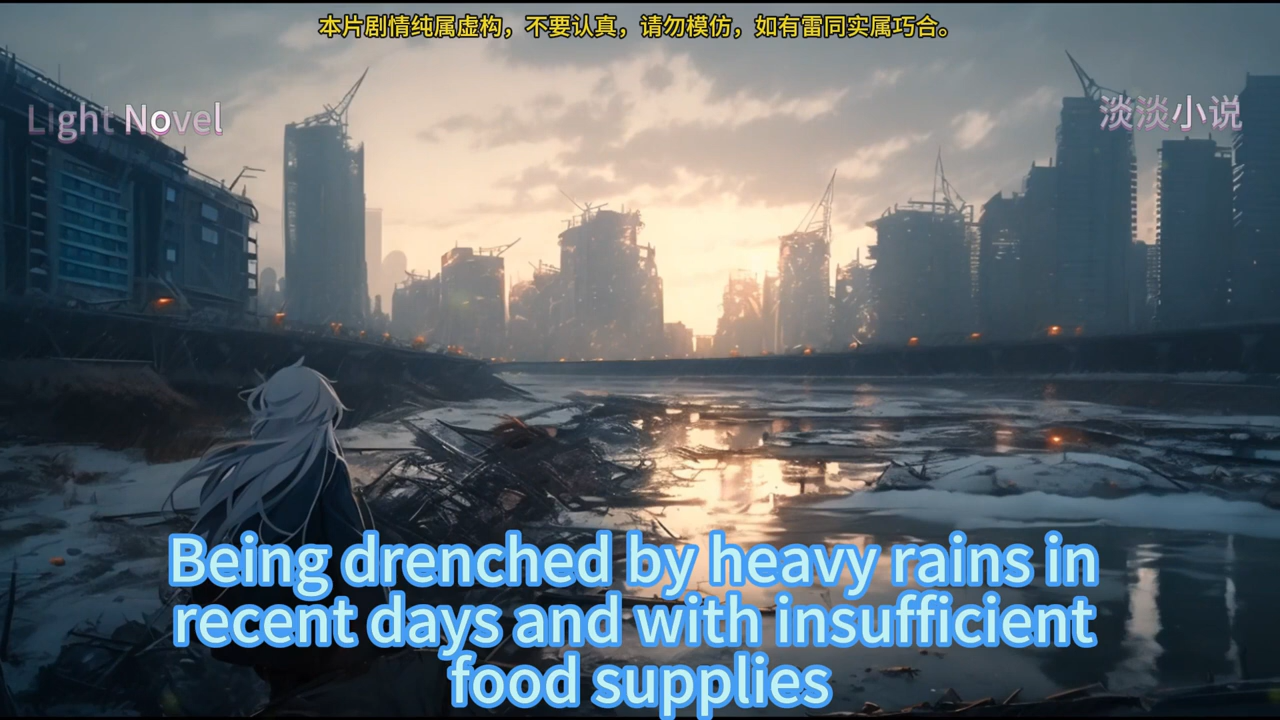 本片剧情纯属虚构，不要认真，请勿模仿，如有雷同实属巧合。
Light Novel
淡淡小说
Being drenched by heavy rains in
recent days and with insufficient
food supplies